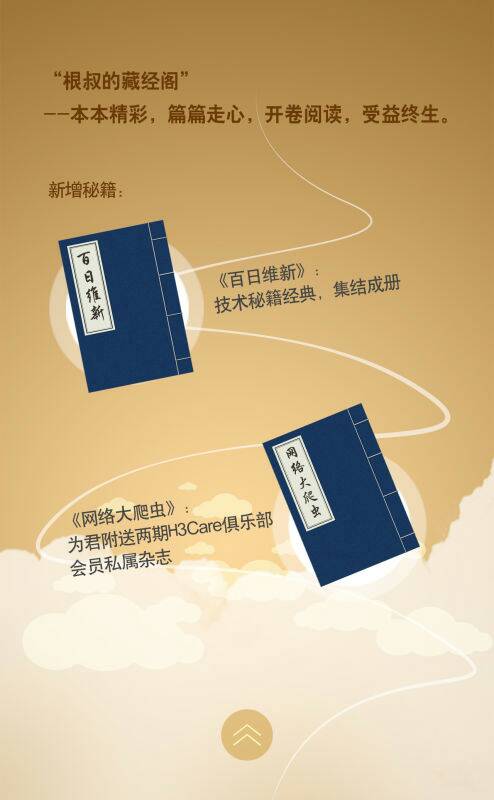 “根叔的藏经阁”
--本本精彩，篇篇走心，开卷阅读，受益终生。
新增秘籍：
百日维新
《百日维新》：
技术秘籍经典，集结成册
网络大爬虫
《网络大爬虫》：
为君附送两期H3Care俱乐部
会员私属杂志